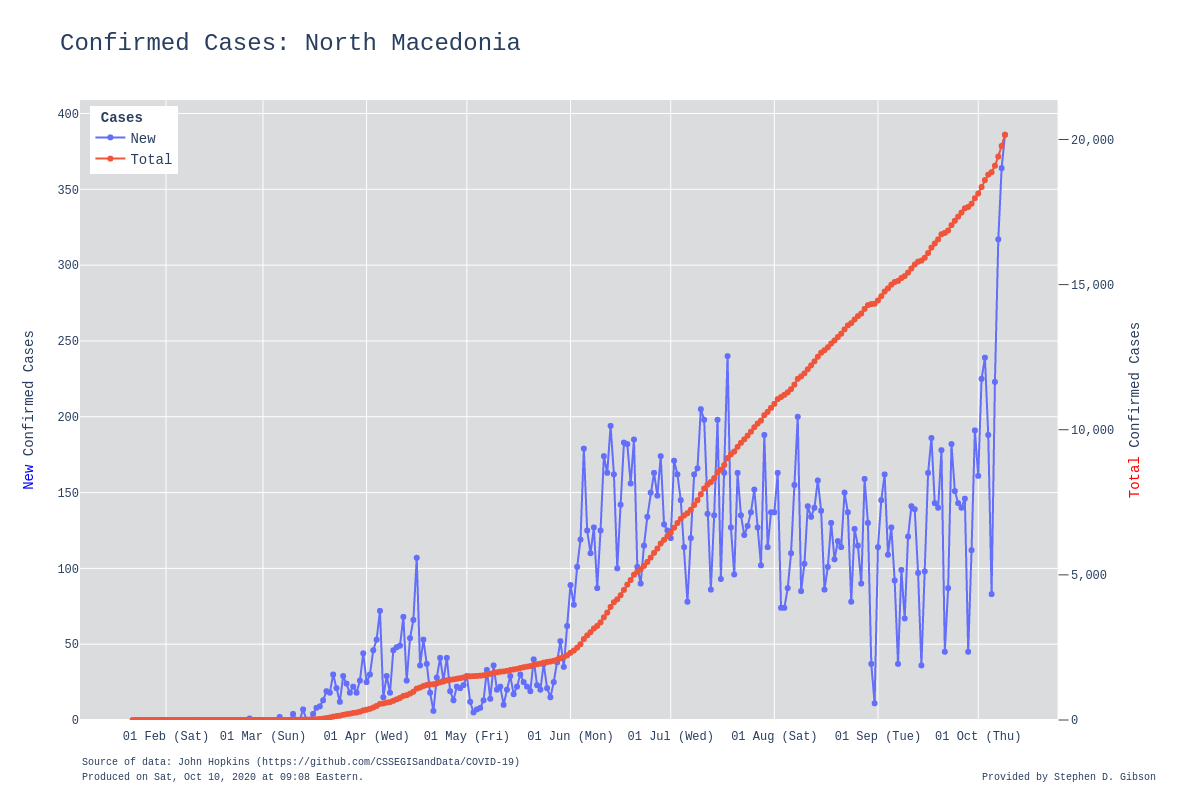 Confirmed Cases: North Macedonia
Cases
New
Total
400
350
300
250
200
150
100
50
0
20,000
15,000
10,000
5,000
0
New Confirmed Cases
Total Confirmed Cases
01 Feb (Sat) 01 Mar (Sun) 01 Apr (Wed) 01 May (Fri) 01 Jun (Mon) 01 Jul (Wed) 01 Aug (Sat) 01 Sep (Tue) 01 Oct (Thu)
Source of data: John Hopkins (https://github.com/CSSEGISandData/COVID-19)
Produced on Sat, Oct 10, 2020 at 09:08 Eastern.
Provided by Stephen D. Gibson